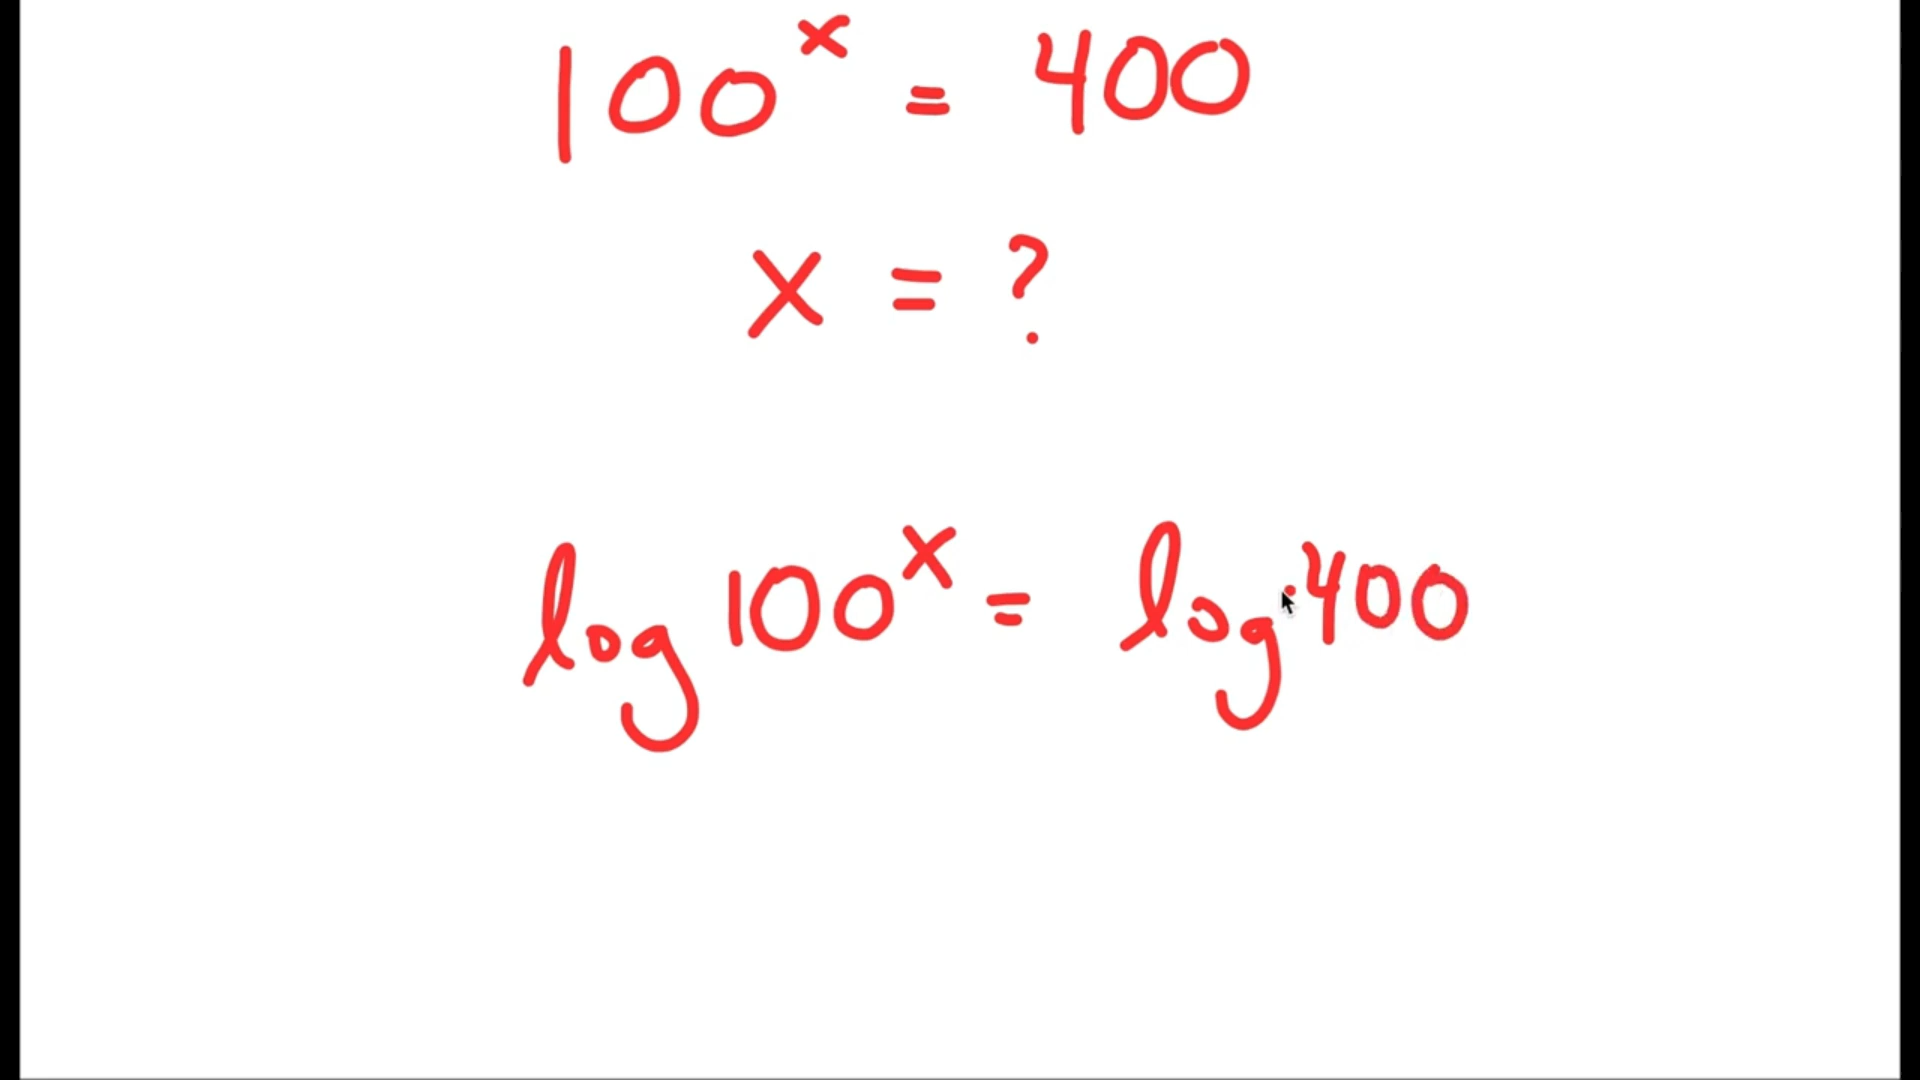 100^x = 400
x = ?
log 100^x = log 400